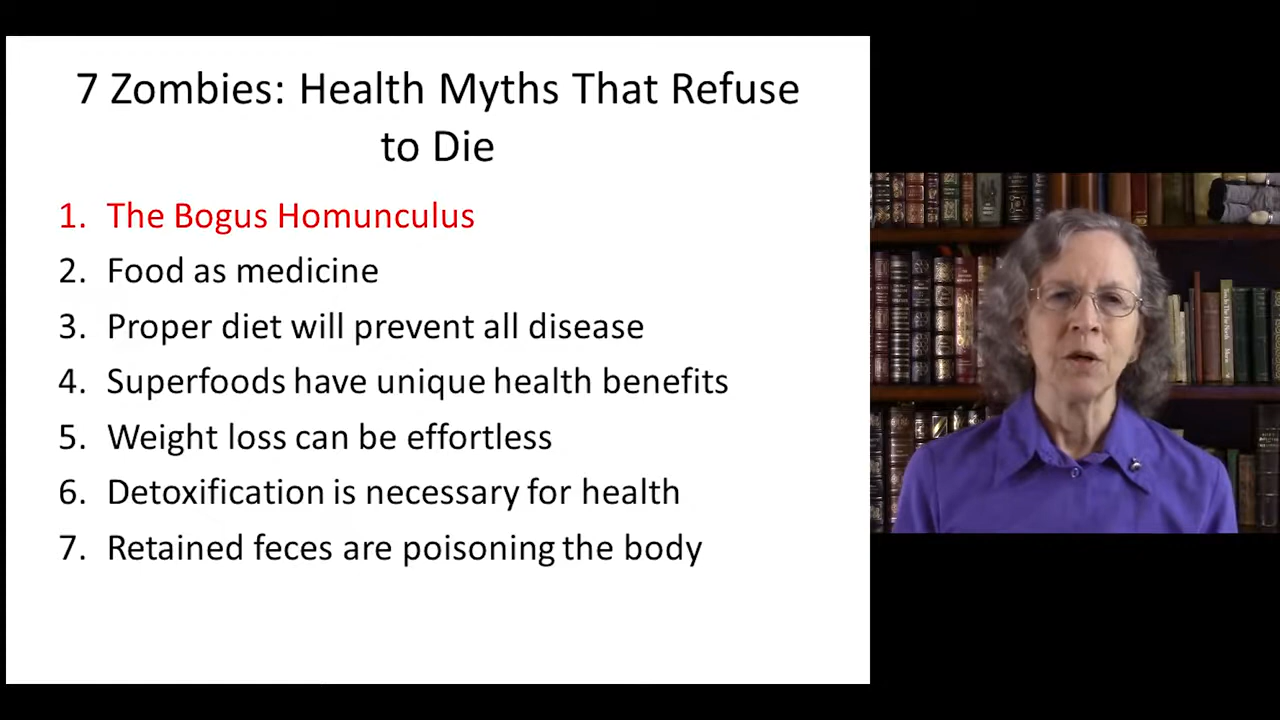 7 Zombies: Health Myths That Refuse
to Die
1. The Bogus Homunculus
2. Food as medicine
3. Proper diet will prevent all disease
4. Superfoods have unique health benefits
5. Weight loss can be effortless
6. Detoxification is necessary for health
7. Retained feces are poisoning the body